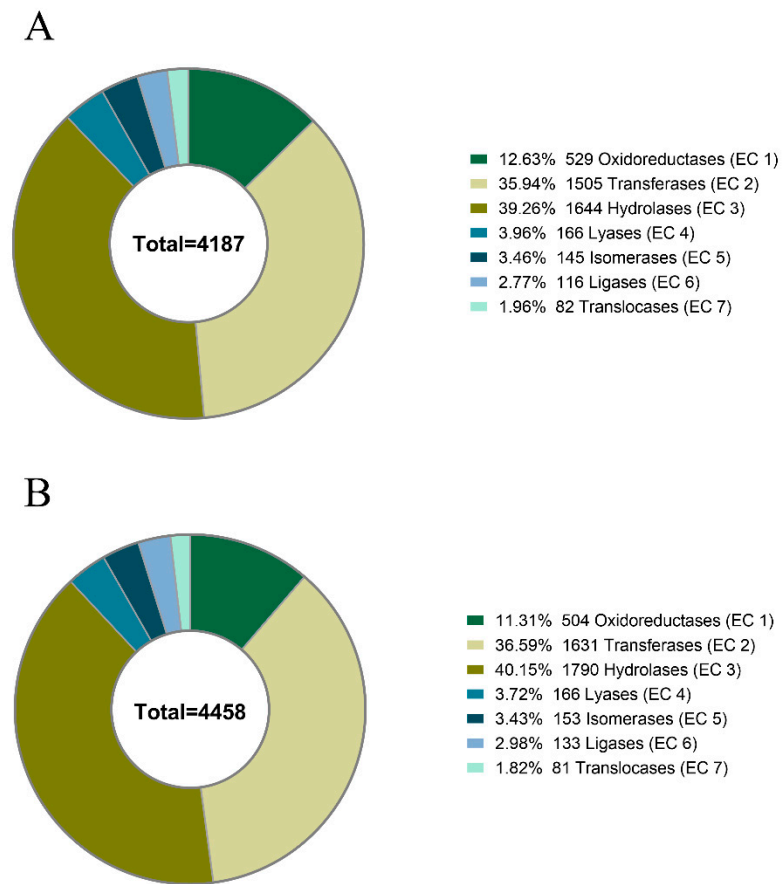 A
Total=4187
12.63% 529 Oxidoreductases (EC 1)
35.94% 1505 Transferases (EC 2)
39.26% 1644 Hydrolases (EC 3)
3.96% 166 Lyases (EC 4)
3.46% 145 Isomerases (EC 5)
2.77% 116 Ligases (EC 6)
1.96% 82 Translocases (EC 7)
B
Total=4458
11.31% 504 Oxidoreductases (EC 1)
36.59% 1631 Transferases (EC 2)
40.15% 1790 Hydrolases (EC 3)
3.72% 166 Lyases (EC 4)
3.43% 153 Isomerases (EC 5)
2.98% 133 Ligases (EC 6)
1.82% 81 Translocases (EC 7)